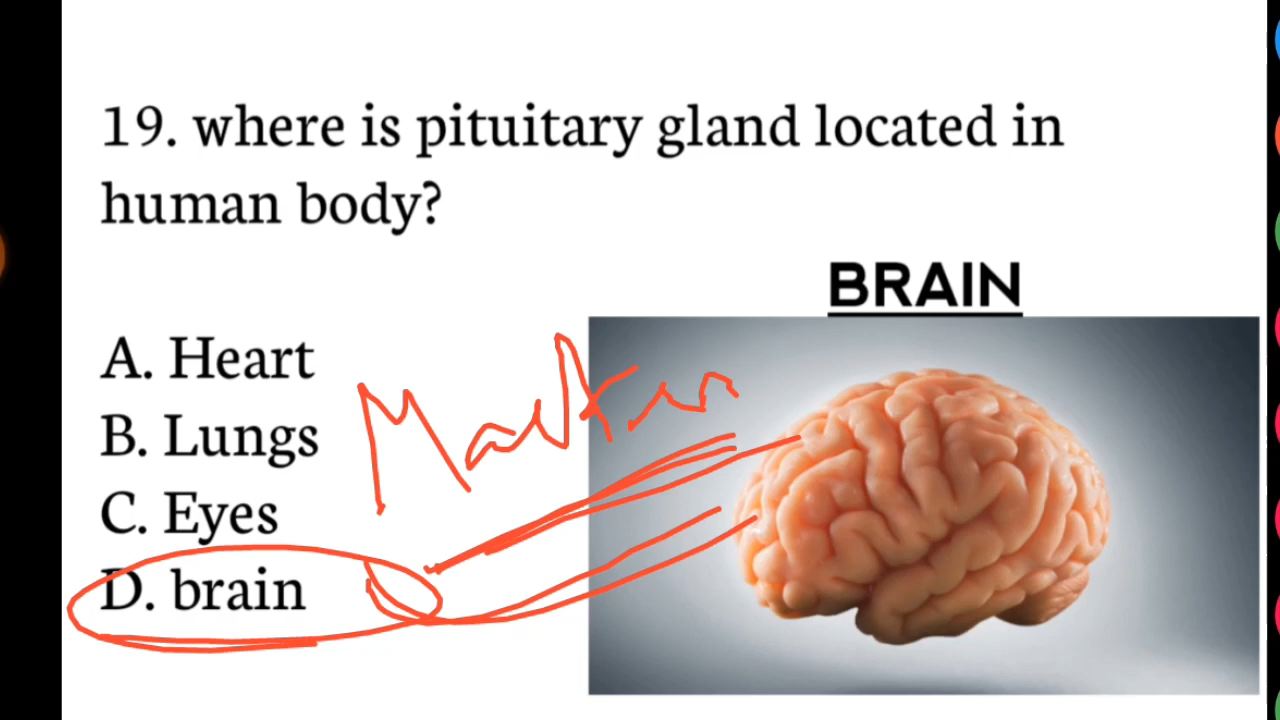 19. where is pituitary gland located in
human body?
BRAIN
A. Heart
B. Lungs
C. Eyes
D. brain